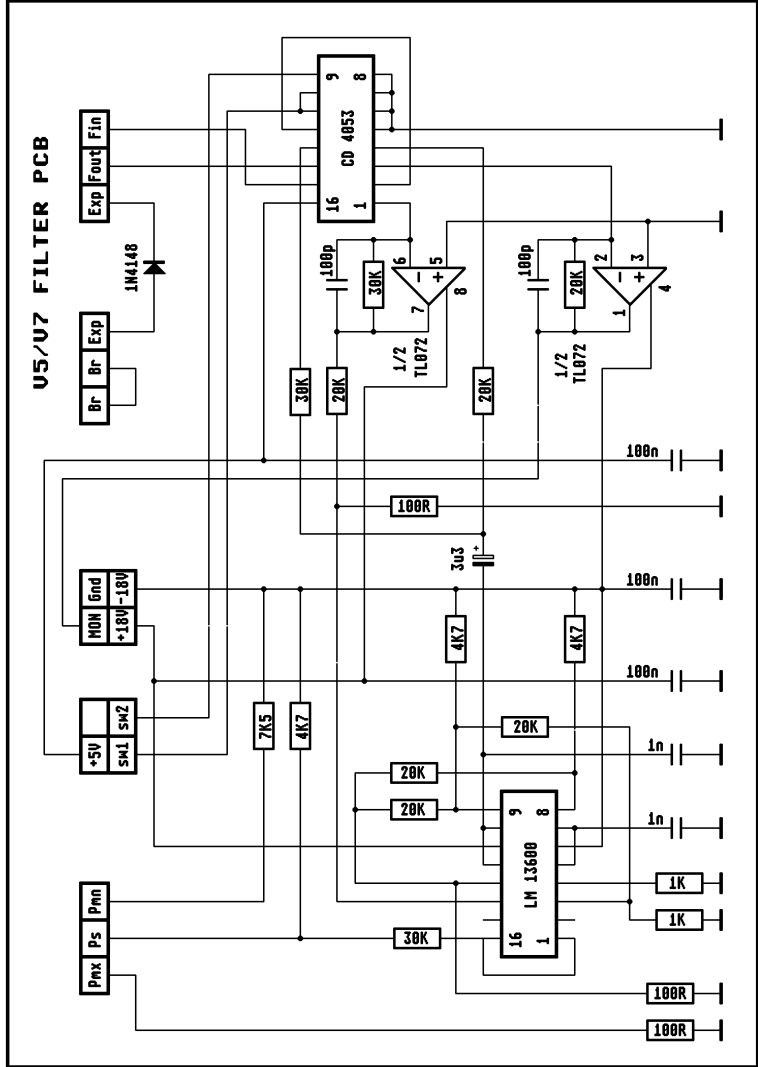 V5/V7 FILTER PCB
Exp Fout Fin
1N4148
Br Br Exp
MON Gnd
+18V -18V
+5V
sw1 sw2
Pmx Ps Pmn
9 8
CD 4053
16 1
100p
30K
6 5
- +
7 8
1/2
TL072
100p
20K
2 3
- +
1 4
1/2
TL072
30K
20K
20K
100n
100R
3u3
+
100n
4K7
4K7
100n
7K5
4K7
20K
1n
20K
20K
1n
9 8
LM 13600
16 1
1K
1K
30K
100R
100R